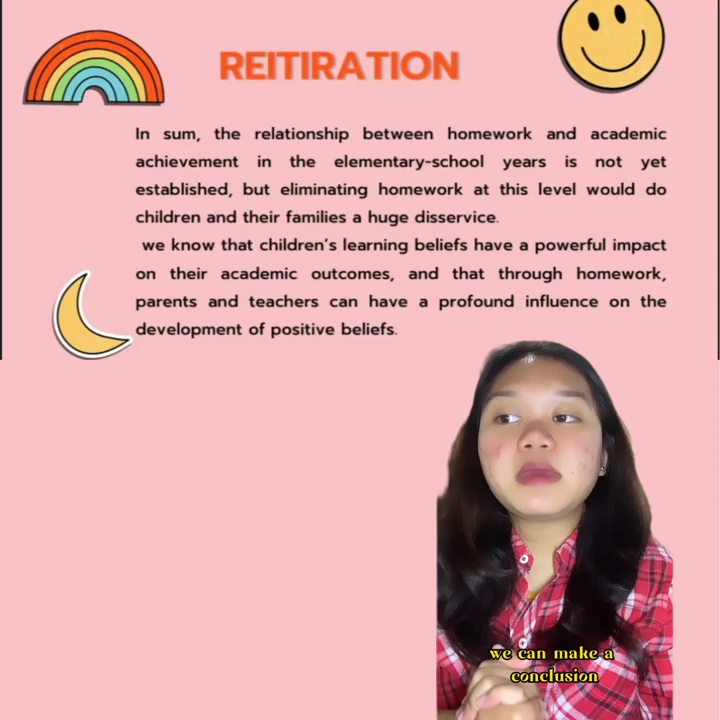 REITIRATION
In sum, the relationship between homework and academic
achievement in the elementary-school years is not yet
established, but eliminating homework at this level would do
children and their families a huge disservice.
we know that children's learning beliefs have a powerful impact
on their academic outcomes, and that through homework,
parents and teachers can have a profound influence on the
development of positive beliefs.
we can make a
conclusion